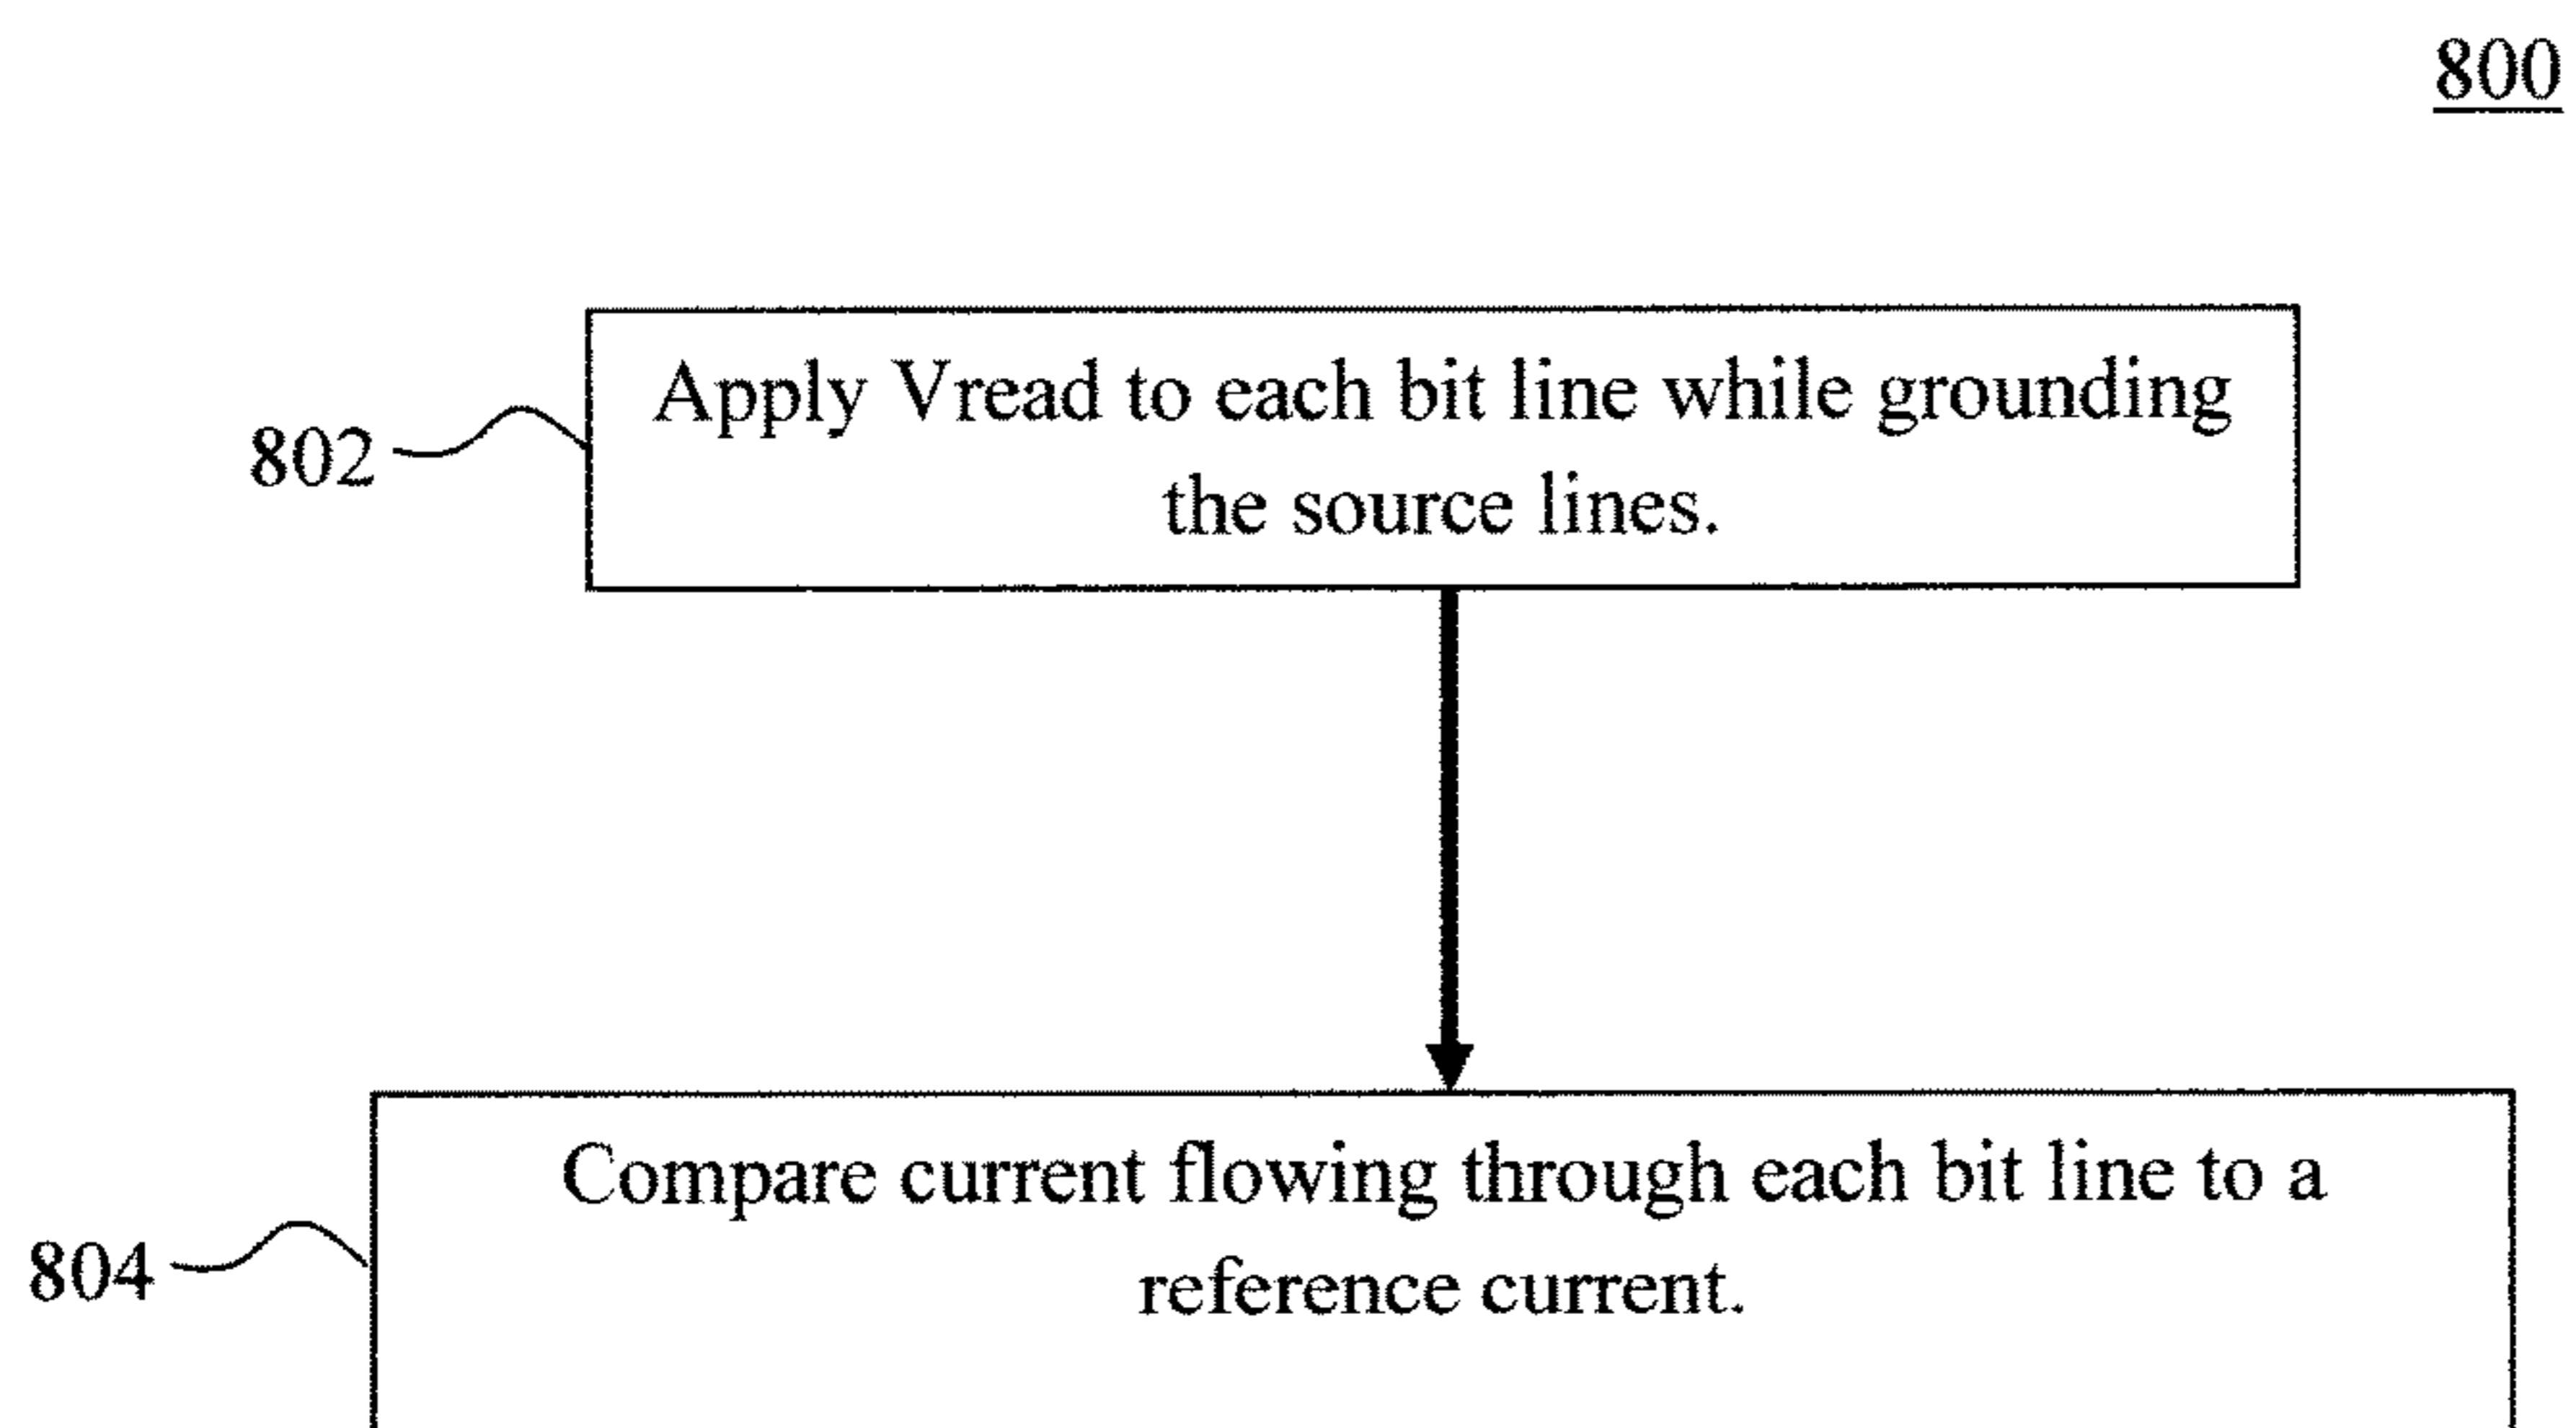 800
802
Apply Vread to each bit line while grounding
the source lines.
804
Compare current flowing through each bit line to a
reference current.